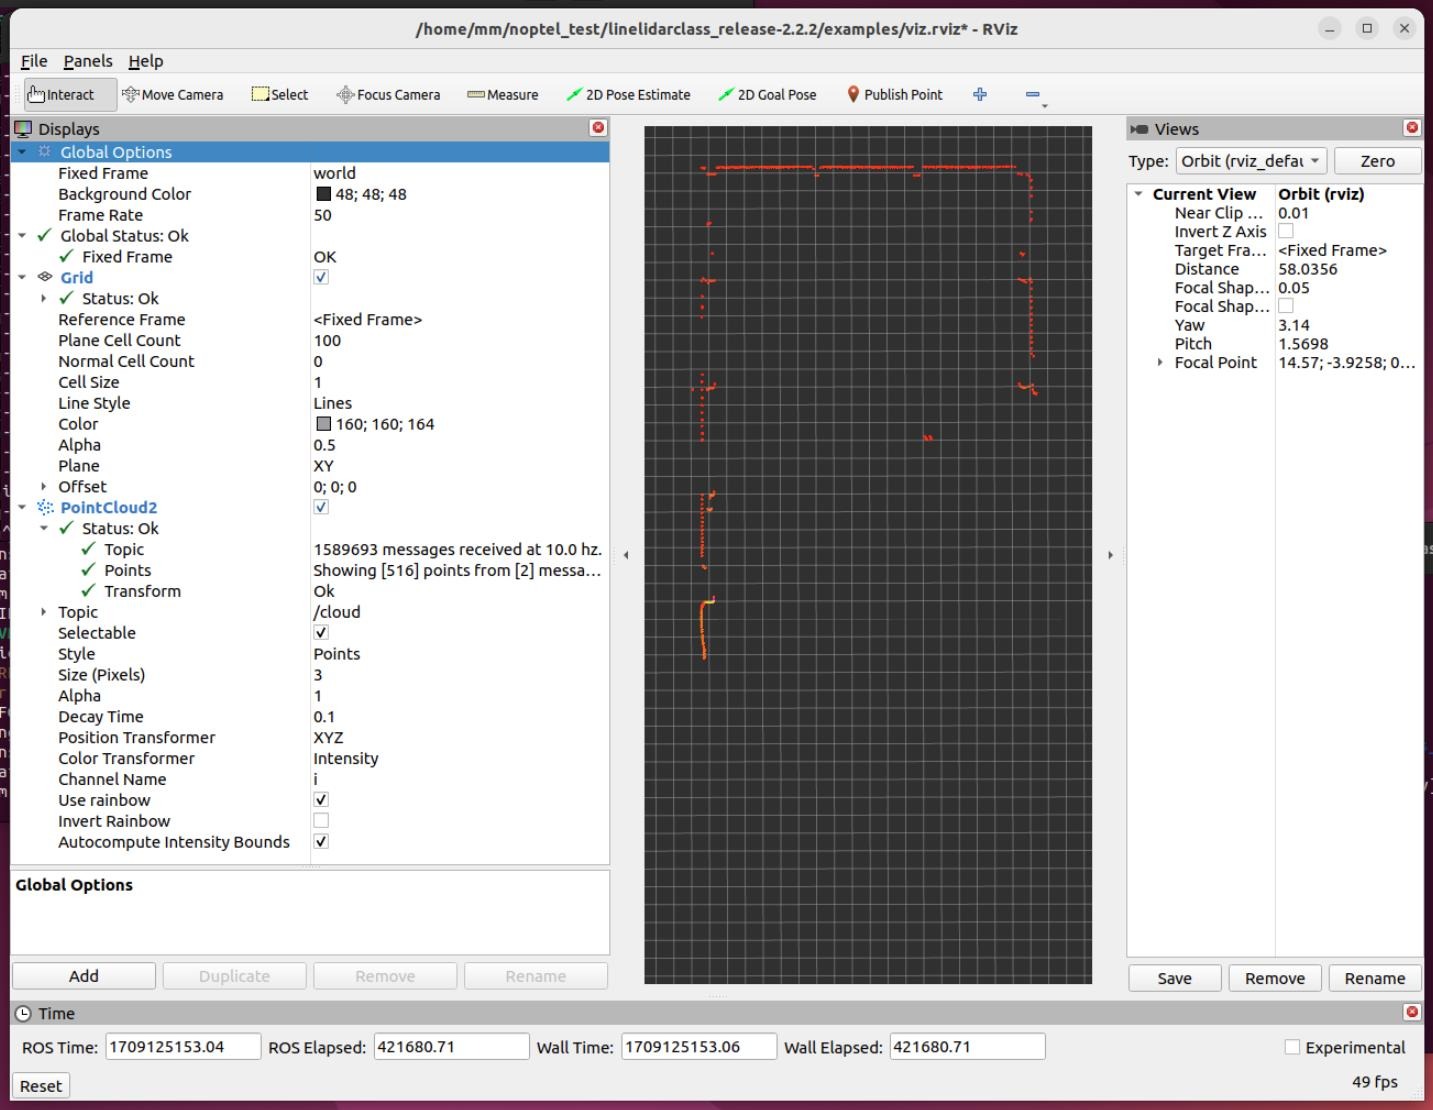 /home/mm/noptel_test/linelidarclass_release-2.2.2/examples/viz.rviz* - RViz
File Panels Help
Interact Move Camera Select Focus Camera Measure 2D Pose Estimate 2D Goal Pose Publish Point
Displays
Global Options
Fixed Frame world
Background Color 48; 48; 48
Frame Rate 50
Global Status: Ok
Fixed Frame OK
Grid
Status: Ok
Reference Frame <Fixed Frame>
Plane Cell Count 100
Normal Cell Count 0
Cell Size 1
Line Style Lines
Color 160; 160; 164
Alpha 0.5
Plane XY
Offset 0; 0; 0
PointCloud2
Status: Ok
Topic 1589693 messages received at 10.0 hz.
Points Showing [516] points from [2] messa...
Transform Ok
Topic /cloud
Selectable
Style Points
Size (Pixels) 3
Alpha 1
Decay Time 0.1
Position Transformer XYZ
Color Transformer Intensity
Channel Name i
Use rainbow
Invert Rainbow
Autocompute Intensity Bounds
Global Options
Add Duplicate Remove Rename
Views
Type: Orbit (rviz_defau Zero
Current View Orbit (rviz)
Near Clip ... 0.01
Invert Z Axis
Target Fra... <Fixed Frame>
Distance 58.0356
Focal Shap... 0.05
Focal Shap...
Yaw 3.14
Pitch 1.5698
Focal Point 14.57; -3.9258; 0...
Save Remove Rename
Time
ROS Time: 1709125153.04 ROS Elapsed: 421680.71 Wall Time: 1709125153.06 Wall Elapsed: 421680.71 Experimental
Reset 49 fps